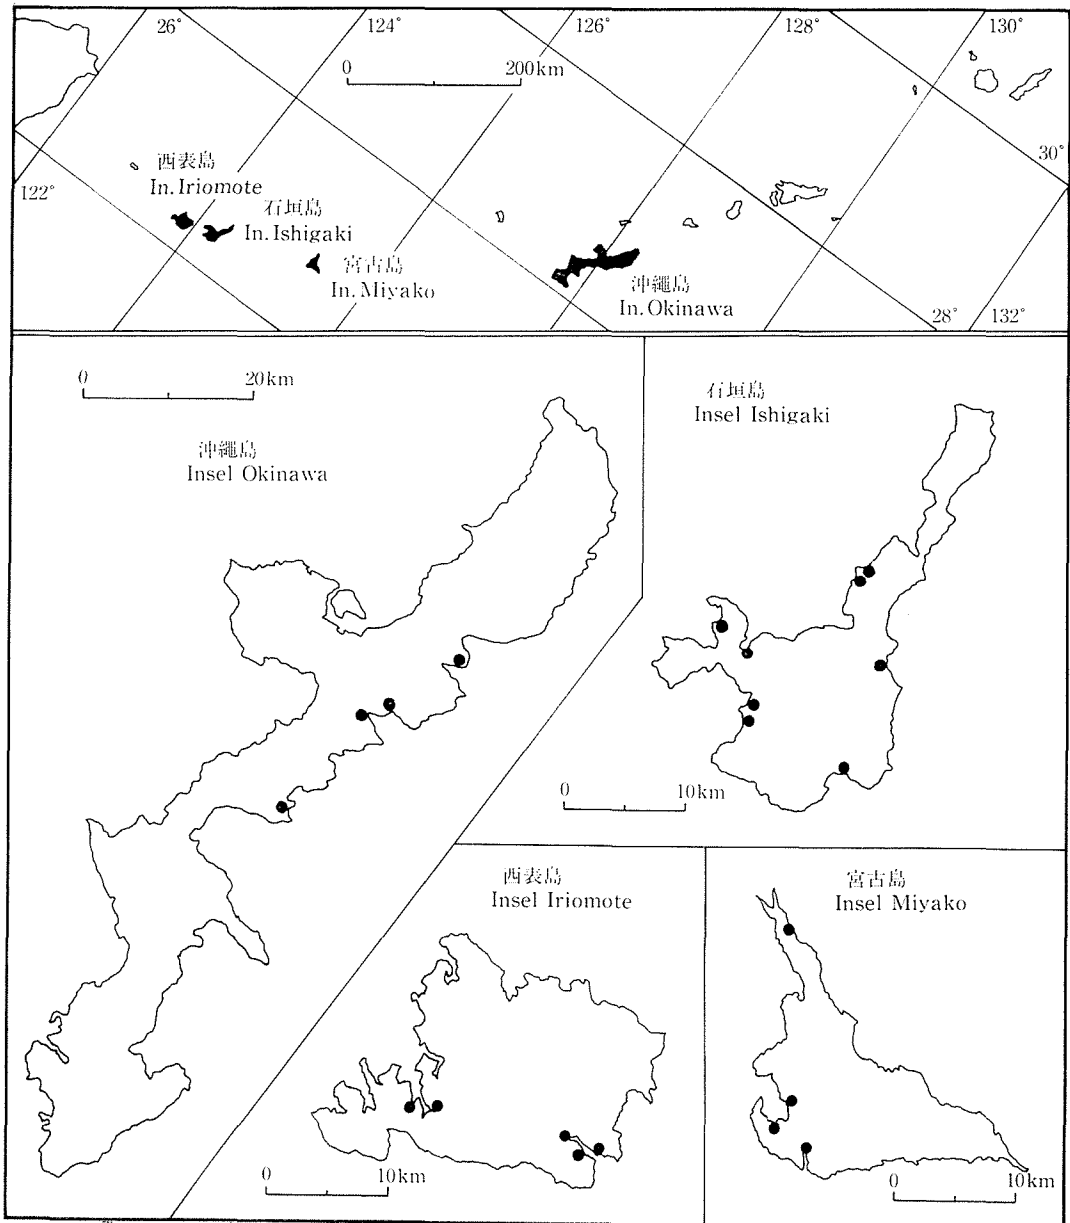 26°
124°
126°
128°
130°
0 200km
30°
122°
西表島
In. Iriomote
石垣島
In. Ishigaki
宮古島
In. Miyako
沖縄島
In. Okinawa
28°
132°
0 20km
沖縄島
Insel Okinawa
石垣島
Insel Ishigaki
0 10km
西表島
Insel Iriomote
0 10km
宮古島
Insel Miyako
0 10km